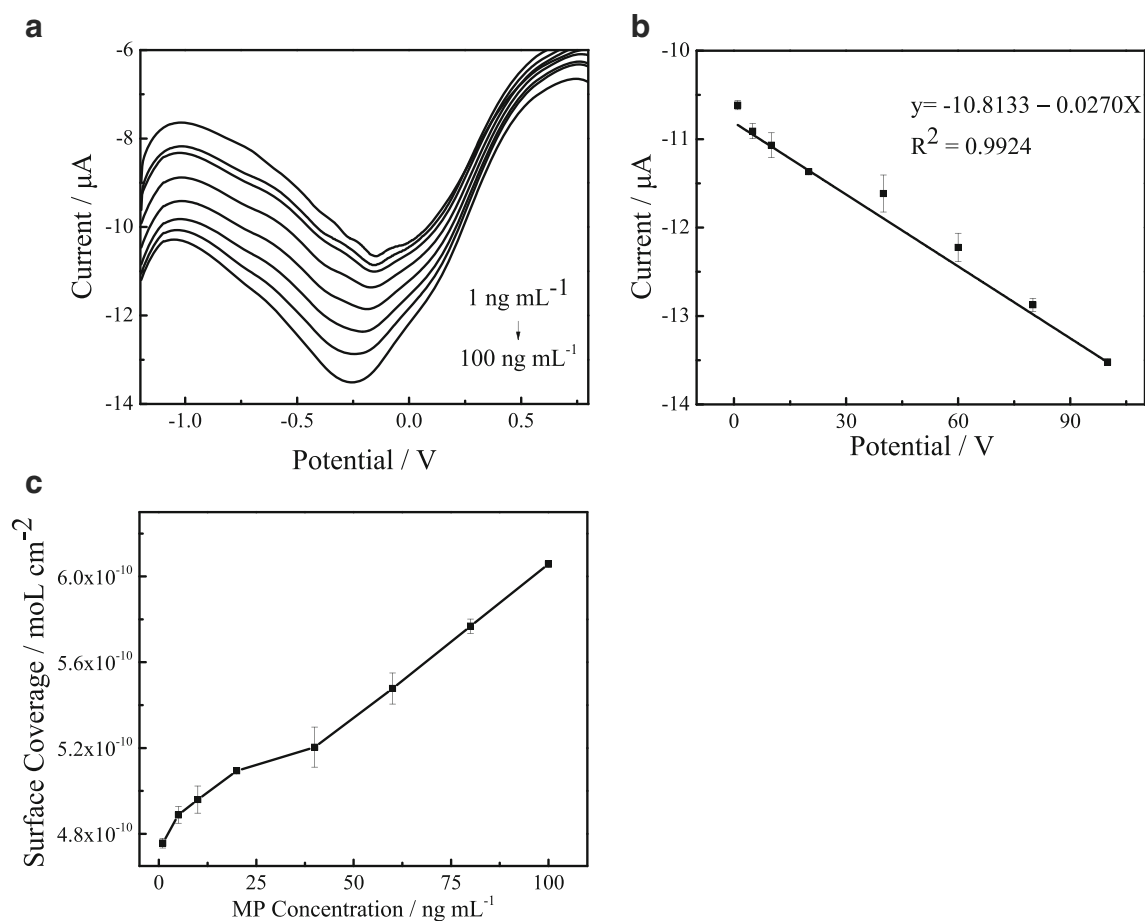 a
-6
-8
-10
-12
-14
Current / μA
1 ng mL-1
100 ng mL-1
-1.0 -0.5 0.0 0.5
Potential / V
b
-10
-11
-12
-13
-14
Current / μA
y= -10.8133 – 0.0270X
R2 = 0.9924
0 30 60 90
Potential / V
c
6.0x10-10
5.6x10-10
5.2x10-10
4.8x10-10
Surface Coverage / moL cm-2
0 25 50 75 100
MP Concentration / ng mL-1